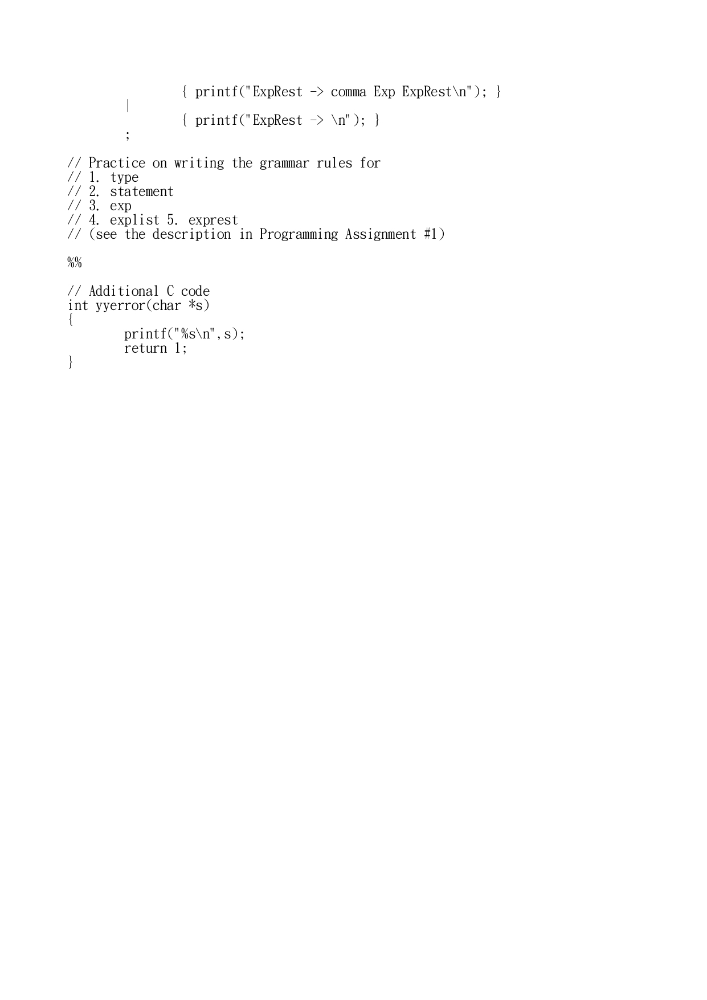 { printf("ExpRest -> comma Exp ExpRest\n"); }
|
{ printf("ExpRest -> \n"); }
;
// Practice on writing the grammar rules for
// 1. type
// 2. statement
// 3. exp
// 4. explist 5. exprest
// (see the description in Programming Assignment #1)
%%
// Additional C code
int yyerror(char *s)
{
printf("%s\n",s);
return 1;
}